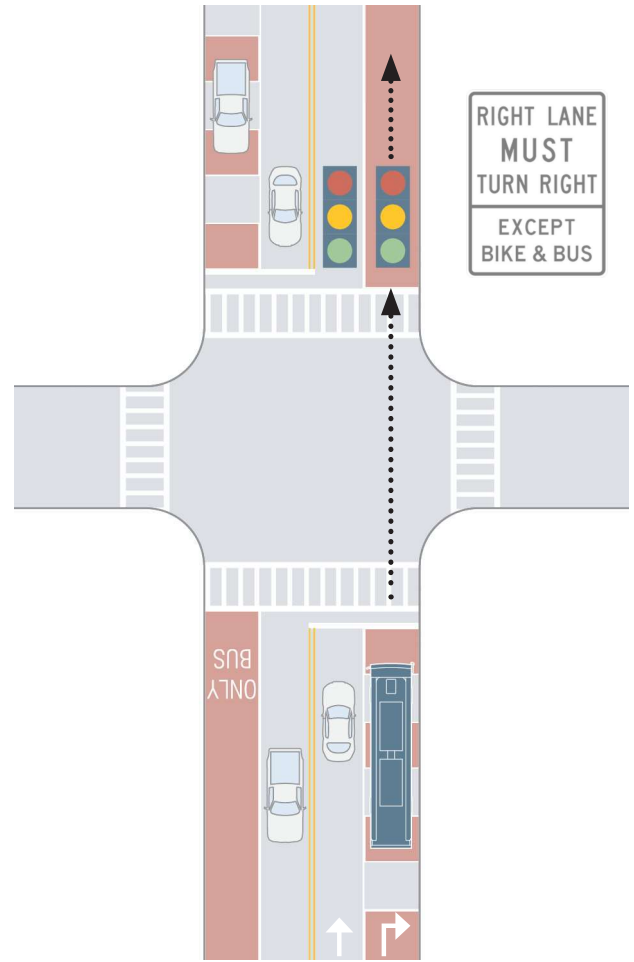 RIGHT LANE
MUST
TURN RIGHT
EXCEPT
BIKE & BUS
BUS
ONLY